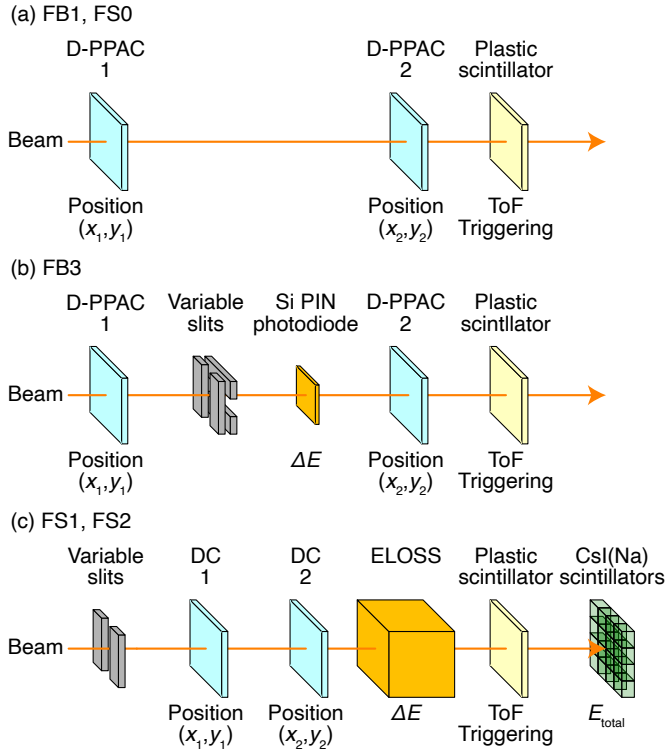 (a) FB1, FS0
D-PPAC D-PPAC Plastic
1 2 scintillator
Beam
Position Position ToF
(x₁,y₁) (x₂,y₂) Triggering
(b) FB3
D-PPAC Variable Si PIN D-PPAC Plastic
1 slits photodiode 2 scintllator
Beam
Position ΔE Position ToF
(x₁,y₁) (x₂,y₂) Triggering
(c) FS1, FS2
Variable DC DC ELOSS Plastic CsI(Na)
slits 1 2 scintillator scintillators
Beam
Position Position ΔE ToF E_total
(x₁,y₁) (x₂,y₂) Triggering